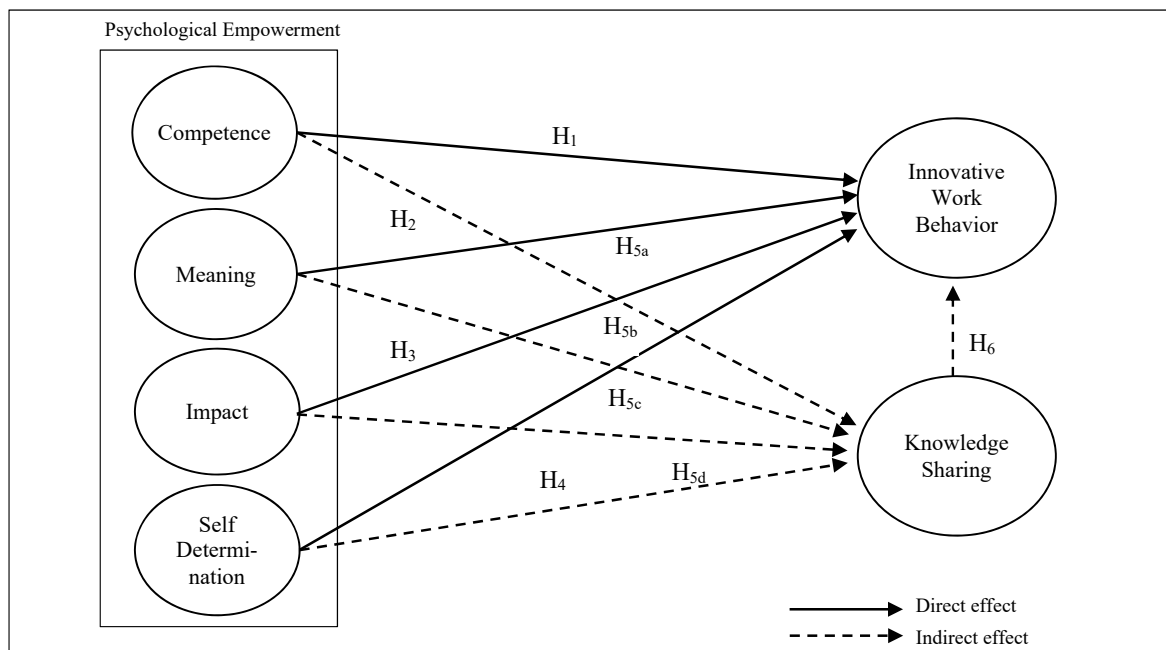 Psychological Empowerment
Competence
Meaning
Impact
Self
Determi-
nation
H1
H2
H5a
H3
H5b
H5c
H4
H5d
H6
Innovative
Work
Behavior
Knowledge
Sharing
Direct effect
Indirect effect